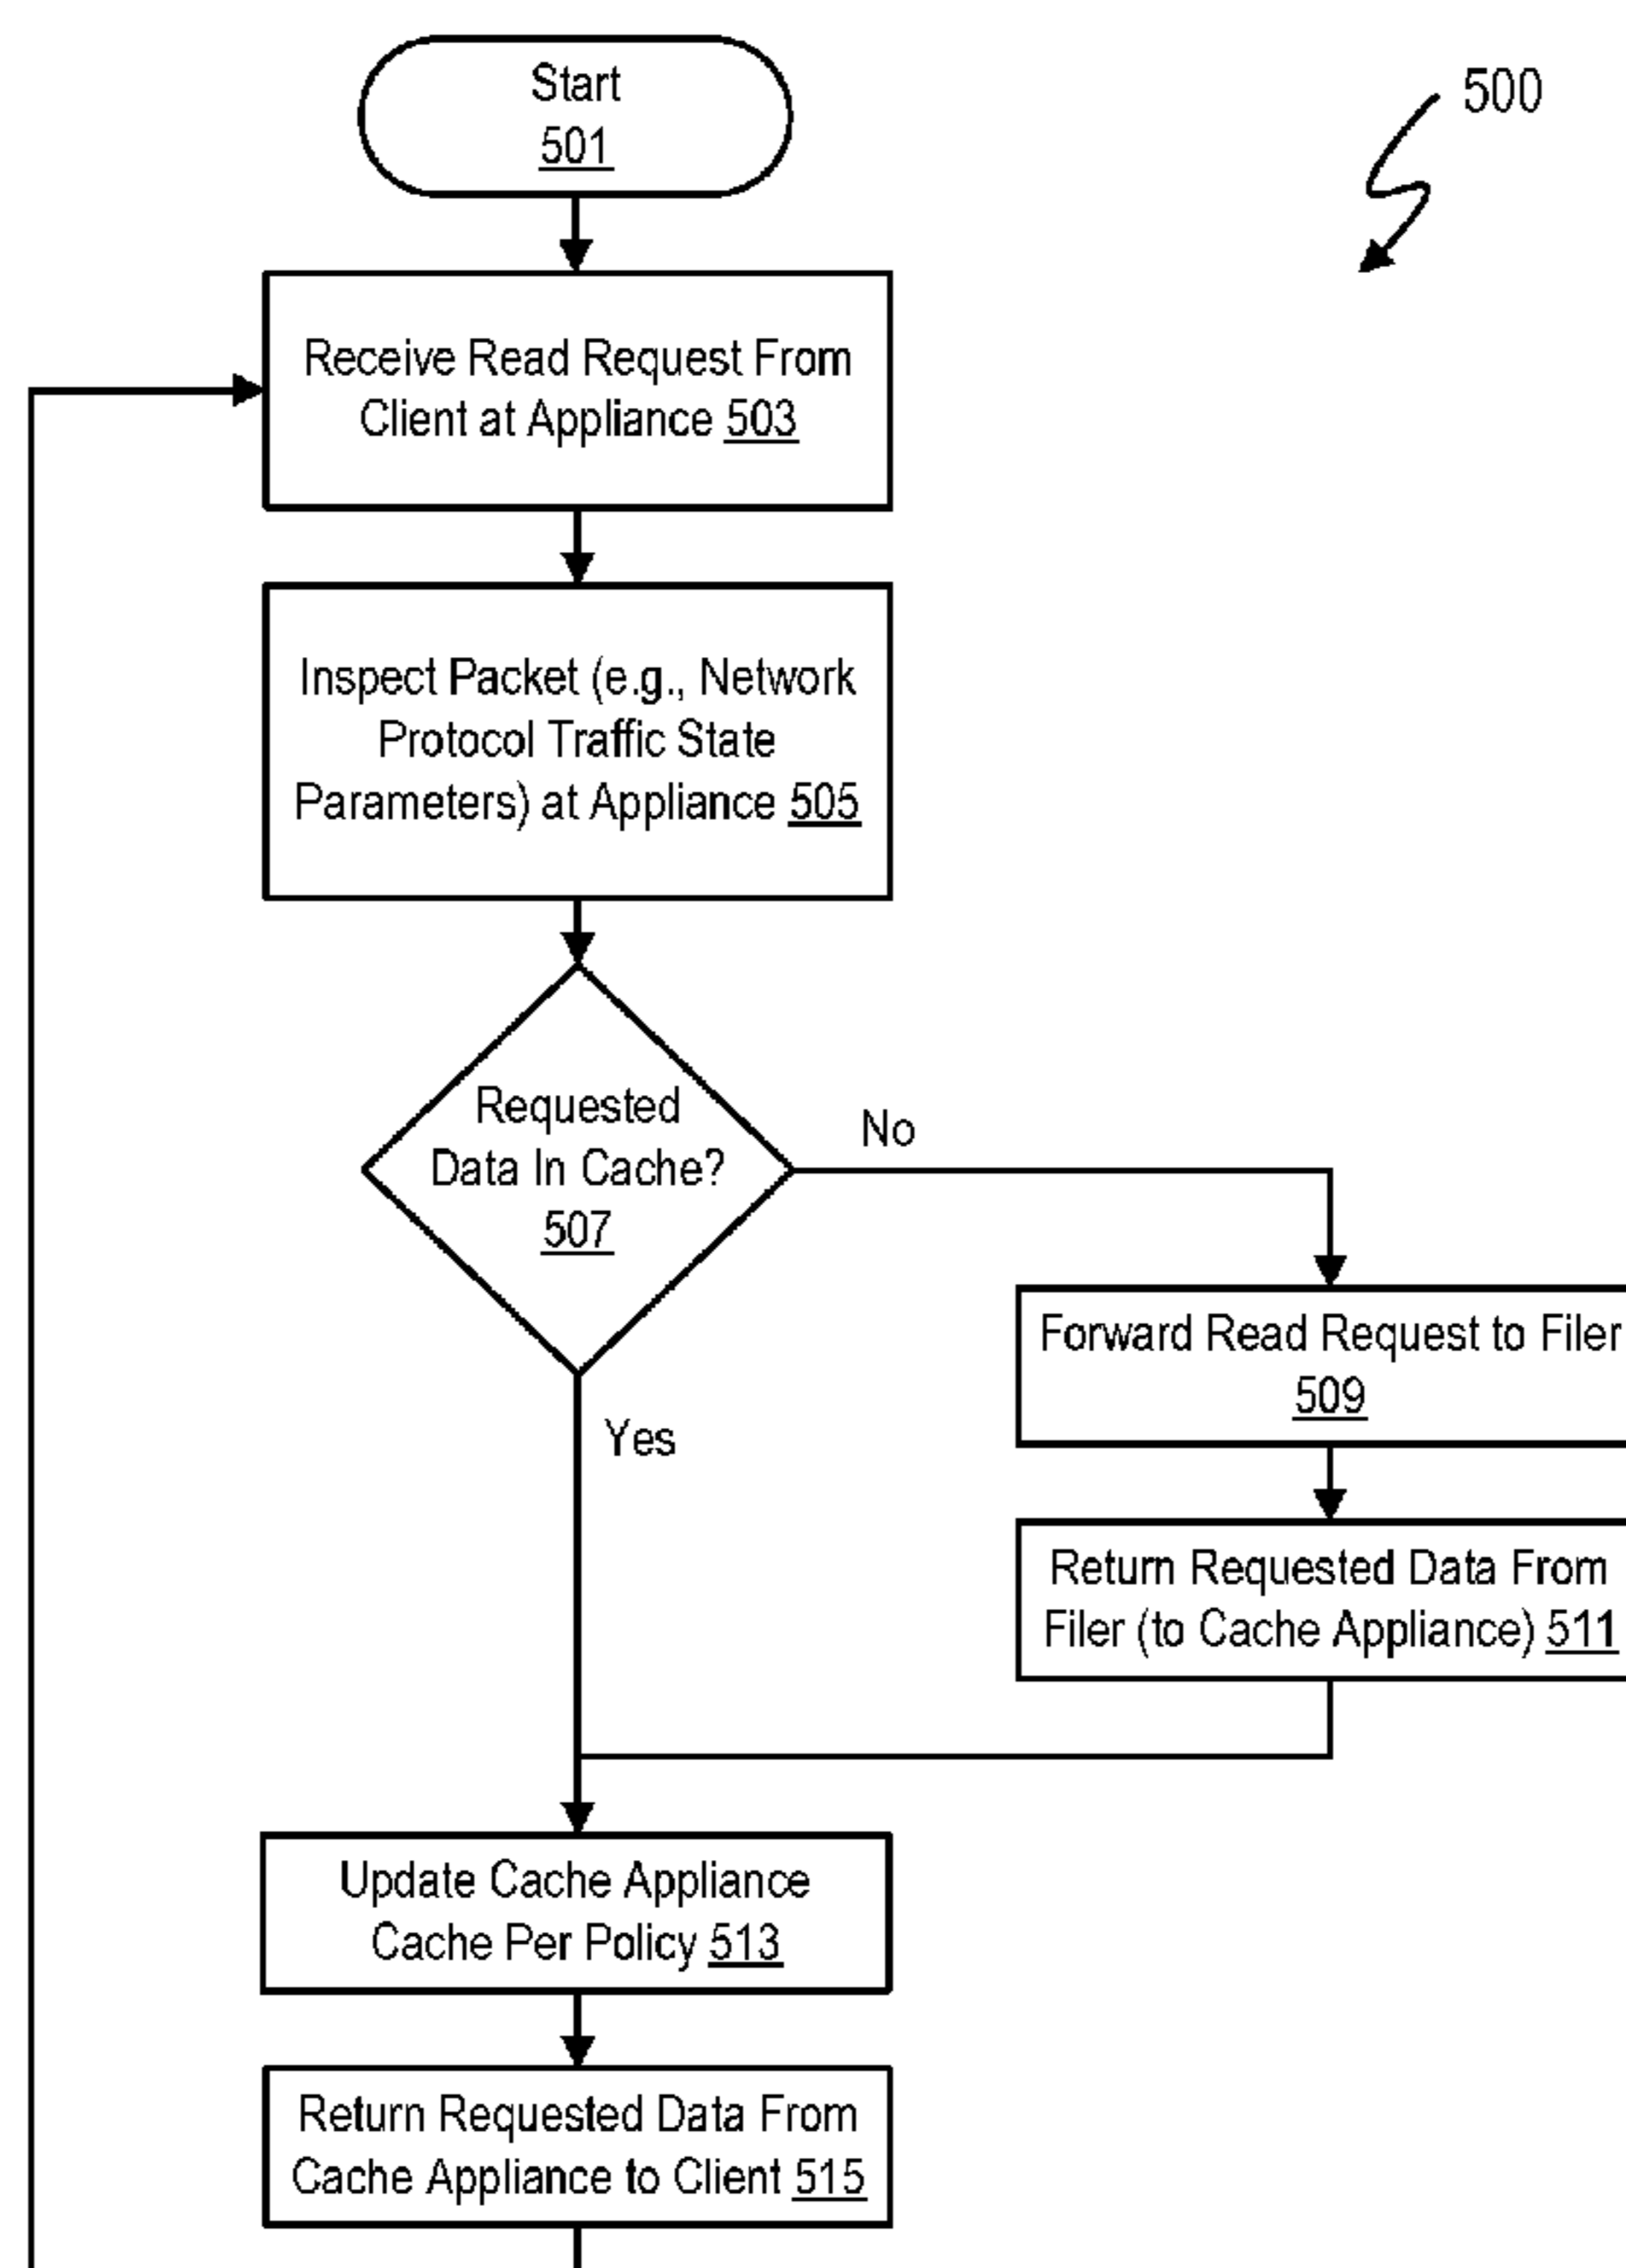 Start
501
500
Receive Read Request From
Client at Appliance 503
Inspect Packet (e.g., Network
Protocol Traffic State
Parameters) at Appliance 505
Requested
Data In Cache?
507
No
Yes
Forward Read Request to Filer
509
Return Requested Data From
Filer (to Cache Appliance) 511
Update Cache Appliance
Cache Per Policy 513
Return Requested Data From
Cache Appliance to Client 515